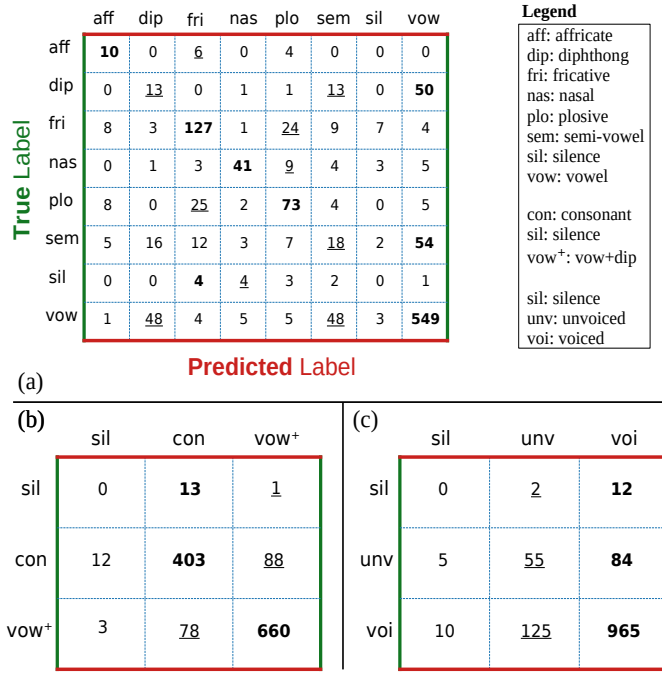 aff dip fri nas plo sem sil vow
aff 10 0 6 0 4 0 0 0
dip 0 13 0 1 1 13 0 50
fri 8 3 127 1 24 9 7 4
nas 0 1 3 41 9 4 3 5
plo 8 0 25 2 73 4 0 5
sem 5 16 12 3 7 18 2 54
sil 0 0 4 4 3 2 0 1
vow 1 48 4 5 5 48 3 549
True Label
Predicted Label
(a)
Legend
aff: affricate
dip: diphthong
fri: fricative
nas: nasal
plo: plosive
sem: semi-vowel
sil: silence
vow: vowel
con: consonant
sil: silence
vow⁺: vow+dip
sil: silence
unv: unvoiced
voi: voiced
(b)
sil con vow⁺
sil 0 13 1
con 12 403 88
vow⁺ 3 78 660
(c)
sil unv voi
sil 0 2 12
unv 5 55 84
voi 10 125 965